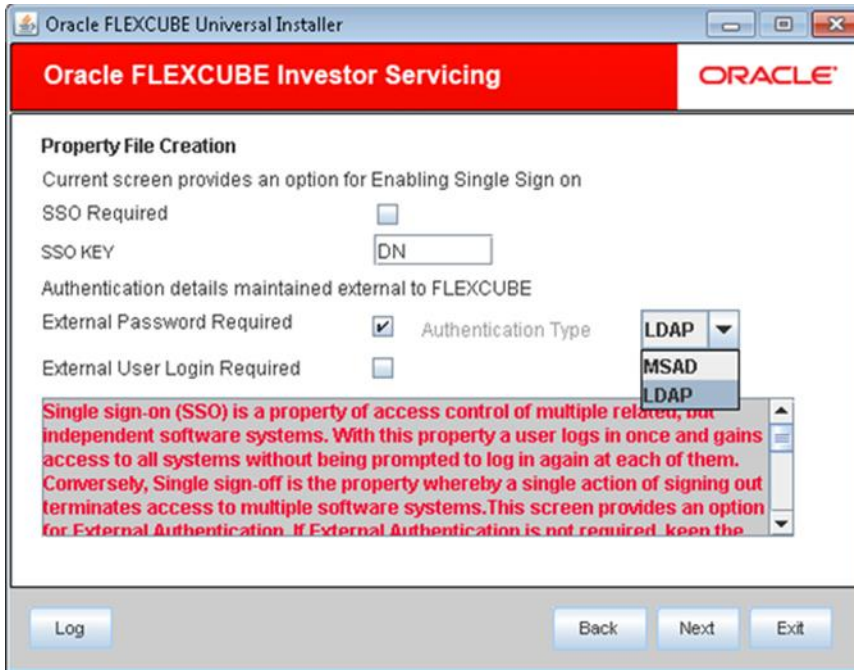 Oracle FLEXCUBE Universal Installer
Oracle FLEXCUBE Investor Servicing
ORACLE
Property File Creation
Current screen provides an option for Enabling Single Sign on
SSO Required
SSO KEY DN
Authentication details maintained external to FLEXCUBE
External Password Required Authentication Type LDAP
MSAD
External User Login Required
LDAP
Single sign-on (SSO) is a property of access control of multiple related, but
independent software systems. With this property a user logs in once and gains
access to all systems without being prompted to log in again at each of them.
Conversely, Single sign-off is the property whereby a single action of signing out
terminates access to multiple software systems.This screen provides an option
for External Authentication. If External Authentication is not required, keep the
Log Back Next Exit